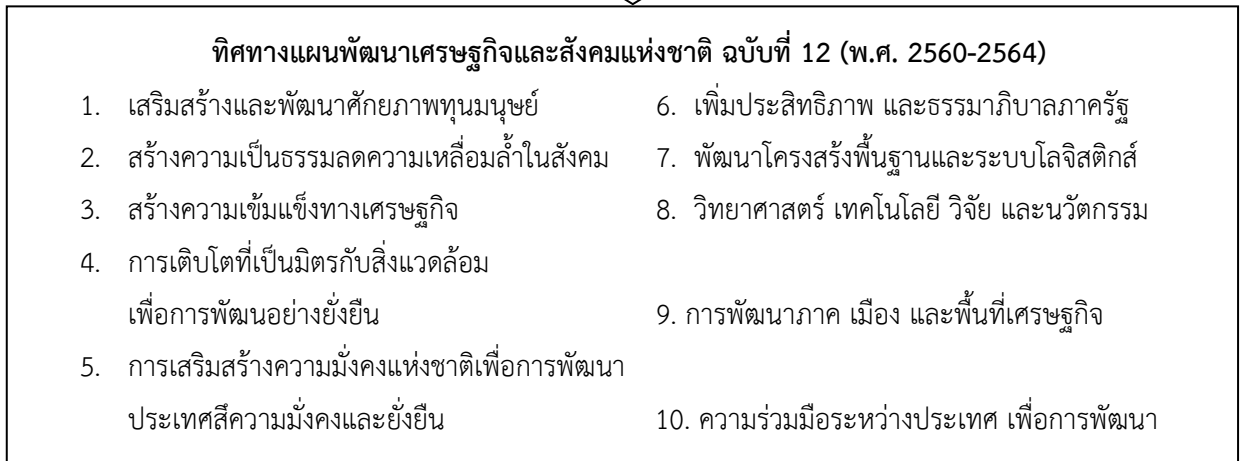 ทิศทางแผนพัฒนาเศรษฐกิจและสังคมแห่งชาติ ฉบับที่ 12 (พ.ศ. 2560-2564)
1. เสริมสร้างและพัฒนาศักยภาพทุนมนุษย์
2. สร้างความเป็นธรรมลดความเหลื่อมล้ำในสังคม
3. สร้างความเข้มแข็งทางเศรษฐกิจ
4. การเติบโตที่เป็นมิตรกับสิ่งแวดล้อม
เพื่อการพัฒนอย่างยั่งยืน
5. การเสริมสร้างความมั่งคงแห่งชาติเพื่อการพัฒนา
ประเทศสึความมั่งคงและยั่งยืน
6. เพิ่มประสิทธิภาพ และธรรมาภิบาลภาครัฐ
7. พัฒนาโครงสร้งพื้นฐานและระบบโลจิสติกส์
8. วิทยาศาสตร์ เทคโนโลยี วิจัย และนวัตกรรม
9. การพัฒนาภาค เมือง และพื้นที่เศรษฐกิจ
10. ความร่วมมือระหว่างประเทศ เพื่อการพัฒนา